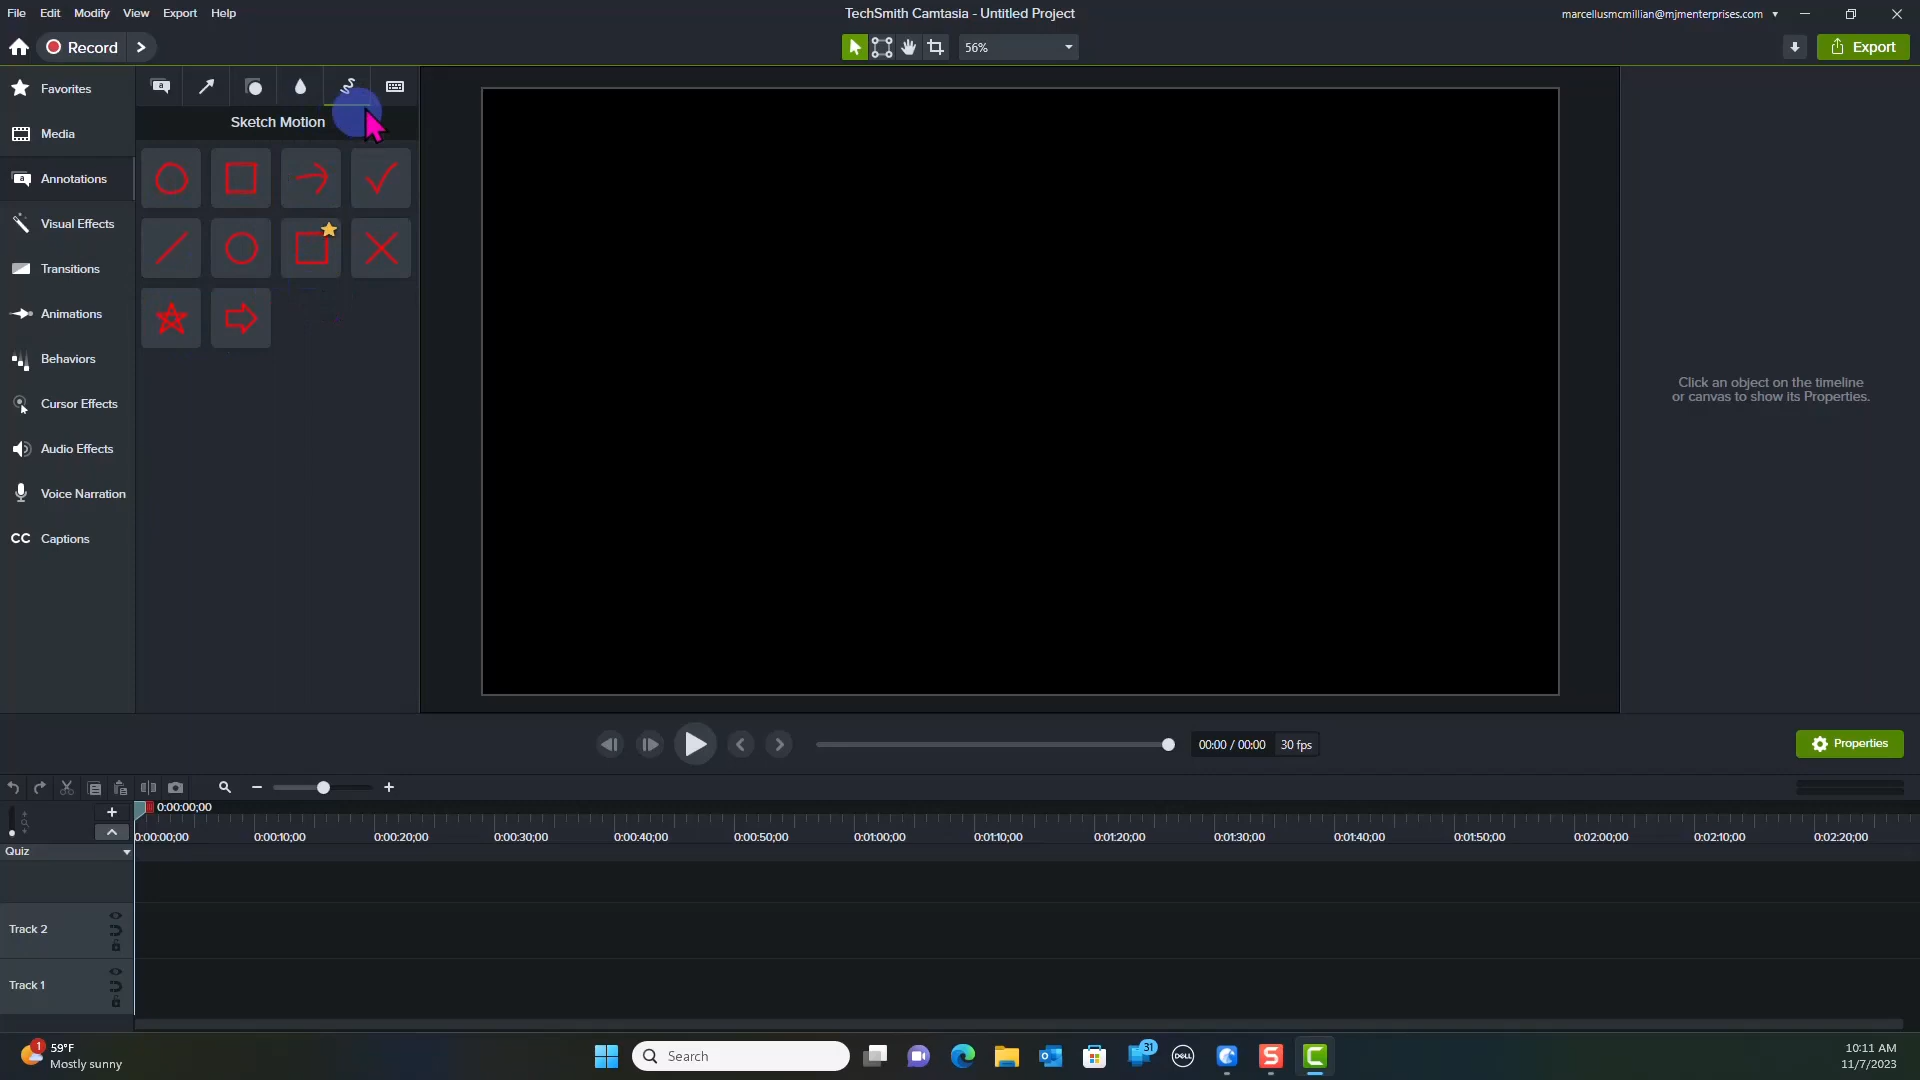 File Edit Modify View Export Help
TechSmith Camtasia - Untitled Project
marcellusmcmillian@mjmenterprises.com
Record
56%
Export
Favorites
Media
Annotations
Visual Effects
Transitions
Animations
Behaviors
Cursor Effects
Audio Effects
Voice Narration
CC Captions
a
a
Sketch Motion
Click an object on the timeline
or canvas to show its Properties.
00:00 / 00:00 30 fps
Properties
0:00:00;00
0:00:00;00 0:00:10;00 0:00:20;00 0:00:30;00 0:00:40;00 0:00:50;00 0:01:00;00 0:01:10;00 0:01:20;00 0:01:30;00 0:01:40;00 0:01:50;00 0:02:00;00 0:02:10;00 0:02:20;00
Quiz
Track 2
Track 1
1
59°F
Mostly sunny
Search
31
DELL
S
C
10:11 AM
11/7/2023